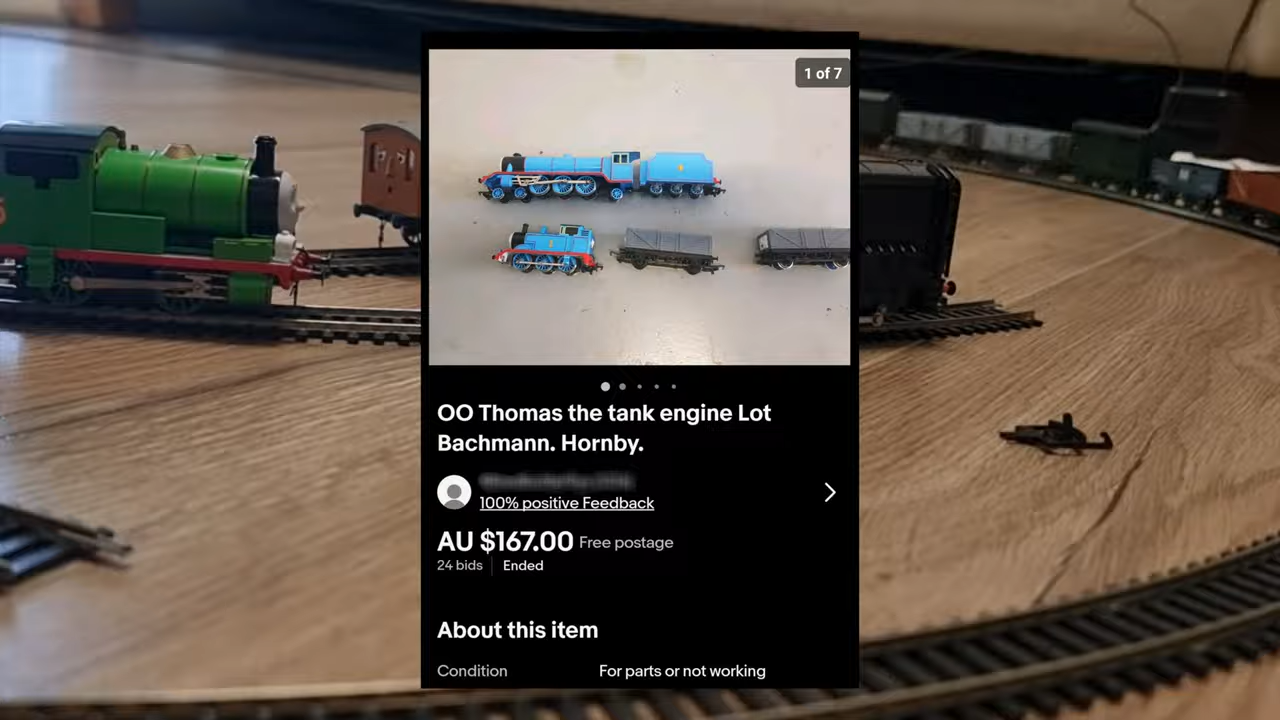 1 of 7
OO Thomas the tank engine Lot
Bachmann. Hornby.
100% positive Feedback
AU $167.00 Free postage
24 bids Ended
About this item
Condition For parts or not working